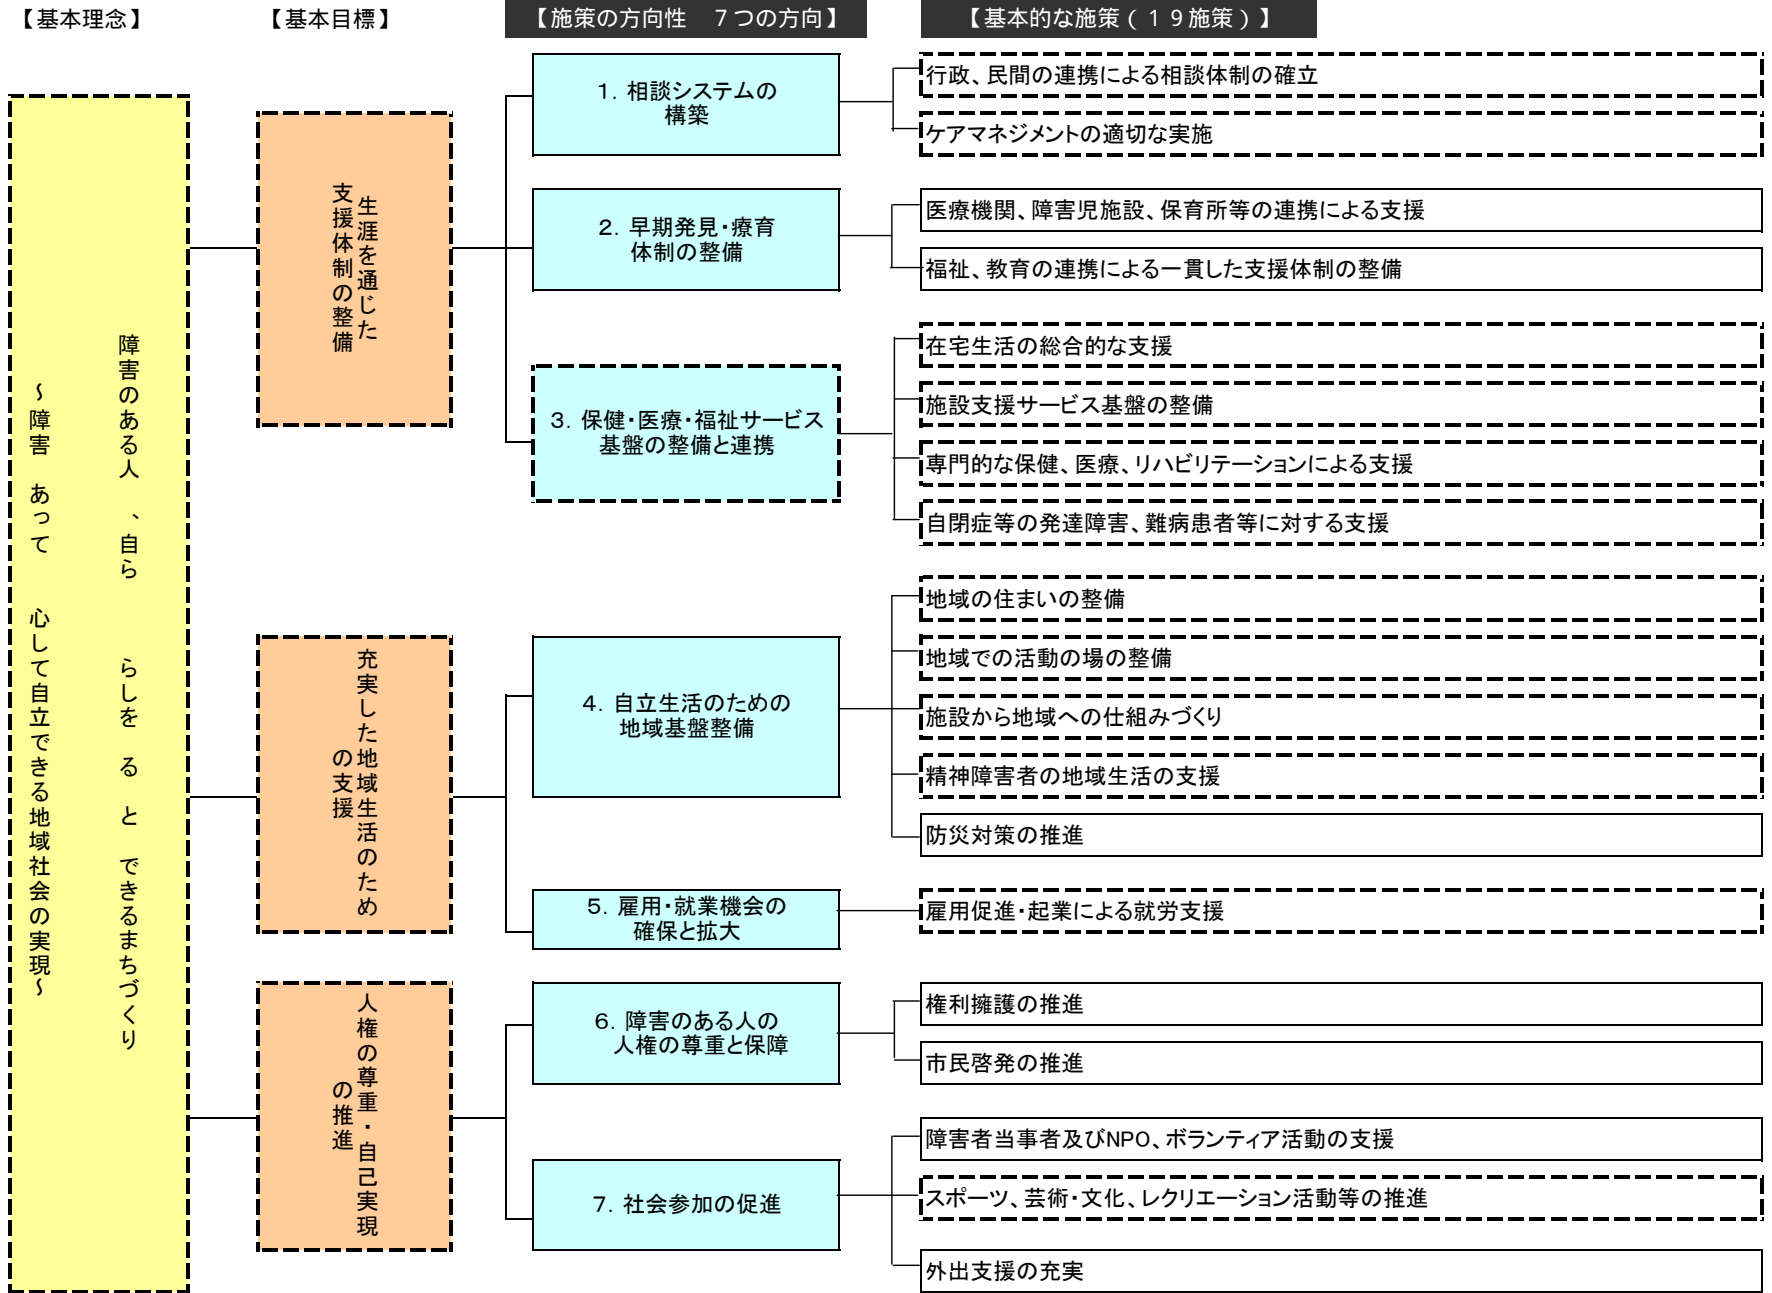 【基本理念】
【基本目標】
【施策の方向性　７つの方向】
【基本的な施策（１９施策）】
障害のある人　、自ら　　　らしを　る　と　できるまちづくり
～障害　あって　　心して自立できる地域社会の実現～
生涯を通じた
支援体制の整備
1．相談システムの
構築
行政、民間の連携による相談体制の確立
ケアマネジメントの適切な実施
2．早期発見・療育
体制の整備
医療機関、障害児施設、保育所等の連携による支援
福祉、教育の連携による一貫した支援体制の整備
3．保健・医療・福祉サービス
基盤の整備と連携
在宅生活の総合的な支援
施設支援サービス基盤の整備
専門的な保健、医療、リハビリテーションによる支援
自閉症等の発達障害、難病患者等に対する支援
充実した地域生活のため
の支援
4．自立生活のための
地域基盤整備
地域の住まいの整備
地域での活動の場の整備
施設から地域への仕組みづくり
精神障害者の地域生活の支援
防災対策の推進
5．雇用・就業機会の
確保と拡大
雇用促進・起業による就労支援
人権の尊重・自己実現
の推進
6．障害のある人の
人権の尊重と保障
権利擁護の推進
市民啓発の推進
7．社会参加の促進
障害者当事者及びNPO、ボランティア活動の支援
スポーツ、芸術・文化、レクリエーション活動等の推進
外出支援の充実